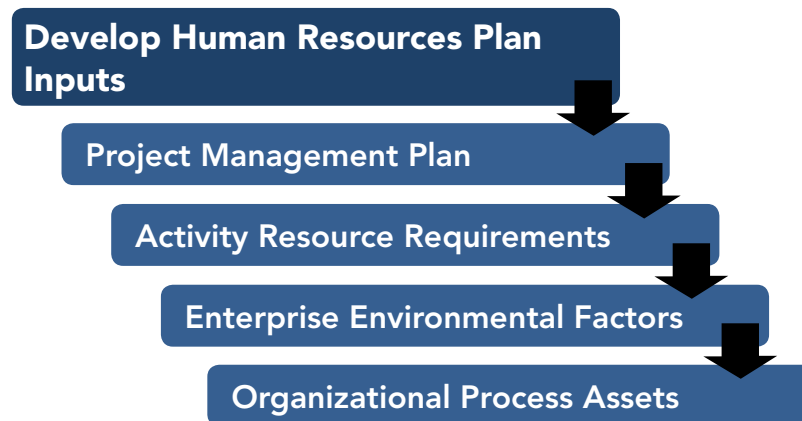 Develop Human Resources Plan
Inputs
Project Management Plan
Activity Resource Requirements
Enterprise Environmental Factors
Organizational Process Assets